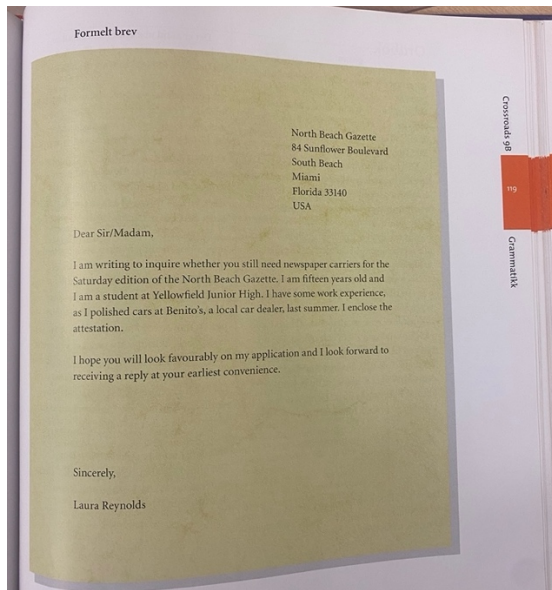 Formelt brev
North Beach Gazette
84 Sunflower Boulevard
South Beach
Miami
Florida 33140
USA
Dear Sir/Madam,
I am writing to inquire whether you still need newspaper carriers for the
Saturday edition of the North Beach Gazette. I am fifteen years old and
I am a student at Yellowfield Junior High. I have some work experience,
as I polished cars at Benito's, a local car dealer, last summer. I enclose the
attestation.
I hope you will look favourably on my application and I look forward to
receiving a reply at your earliest convenience.
Sincerely,
Laura Reynolds
Crossroads 9B
119
Grammatikk